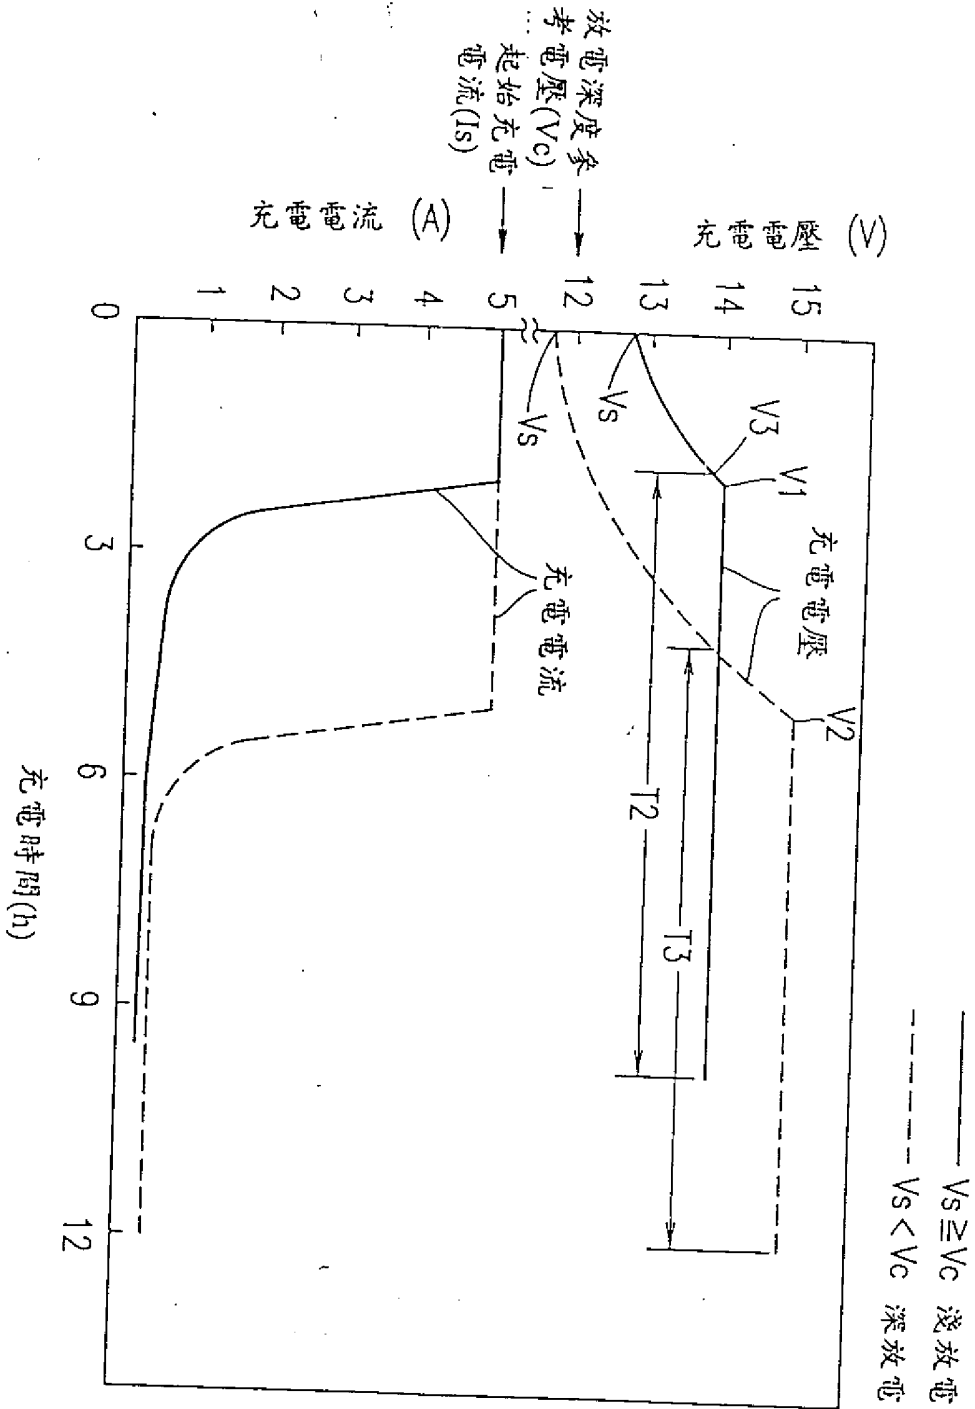 Vs≧Vc 淺放電
Vs<Vc 深放電
充電電壓 (V)
15
14
13
12
放電深度參
考電壓(Vc)
起始充電
電流(Is)
充電電流 (A)
5
4
3
2
1
0
V3
V1
V2
Vs
Vs
充電電壓
T2
T3
充電電流
3
6
9
12
充電時間(h)